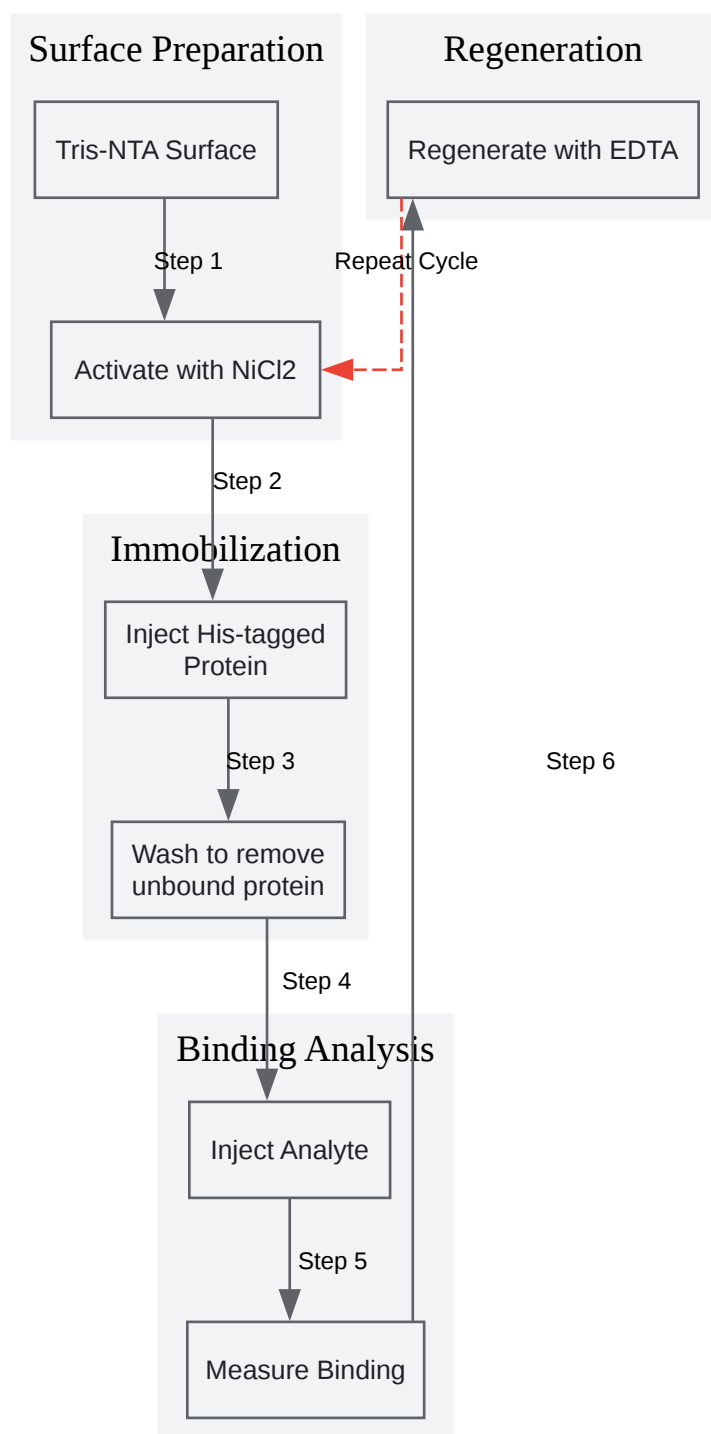 Surface Preparation
Regeneration
Tris-NTA Surface
Regenerate with EDTA
Step 1
Repeat Cycle
Activate with NiCl2
Step 2
Immobilization
Inject His-tagged
Protein
Step 3
Step 6
Wash to remove
unbound protein
Step 4
Binding Analysis
Inject Analyte
Step 5
Measure Binding